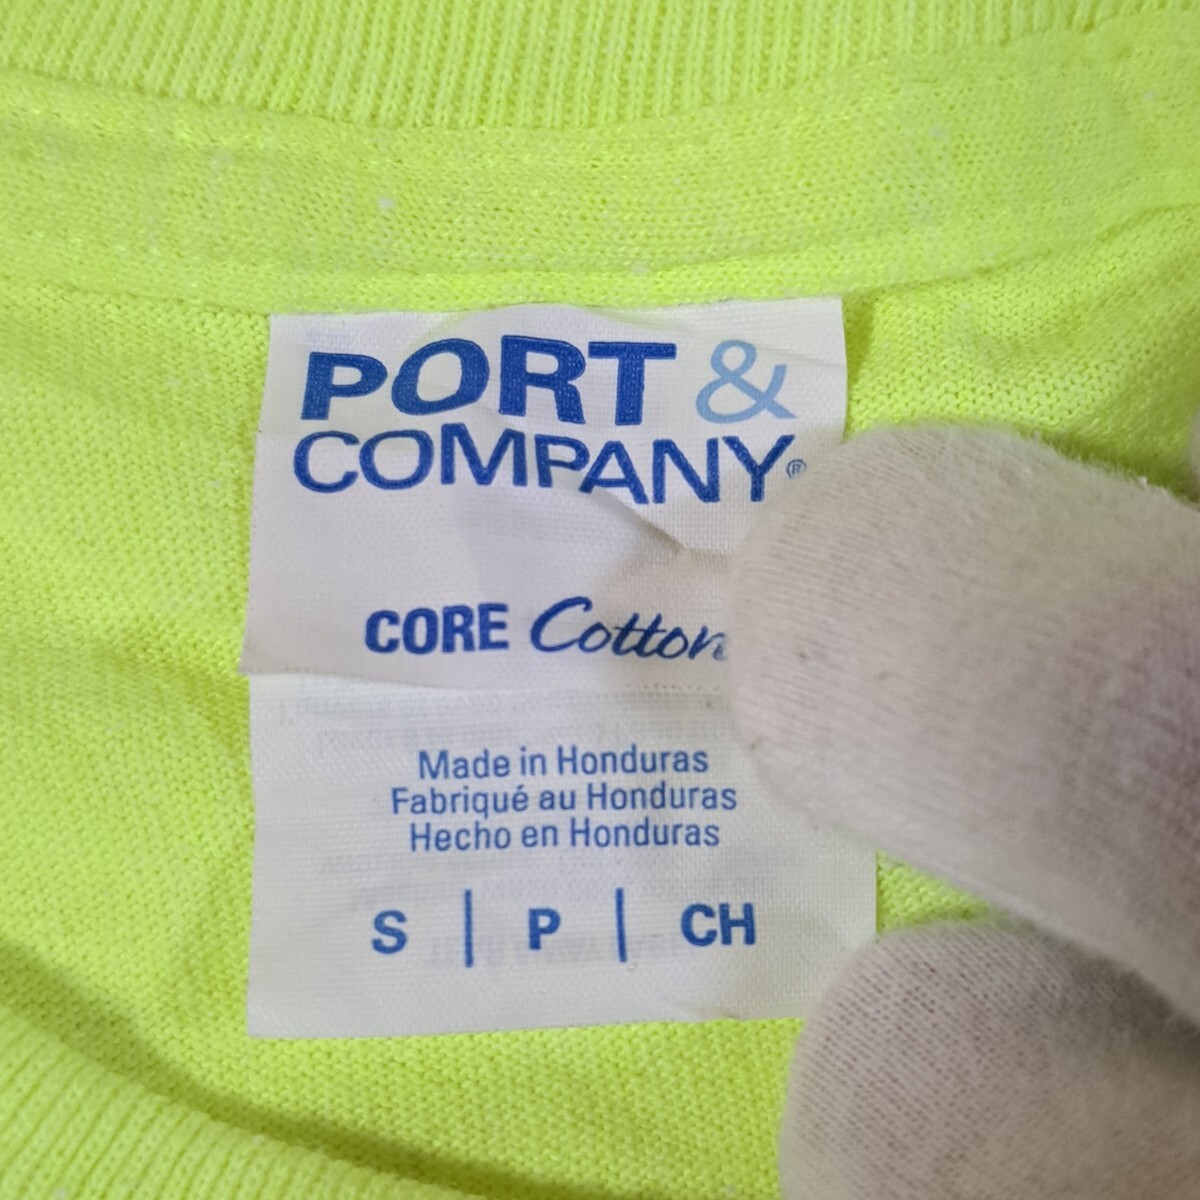 PORT &
COMPANY®
CORE Cotton
Made in Honduras
Fabriqué au Honduras
Hecho en Honduras
S | P | CH